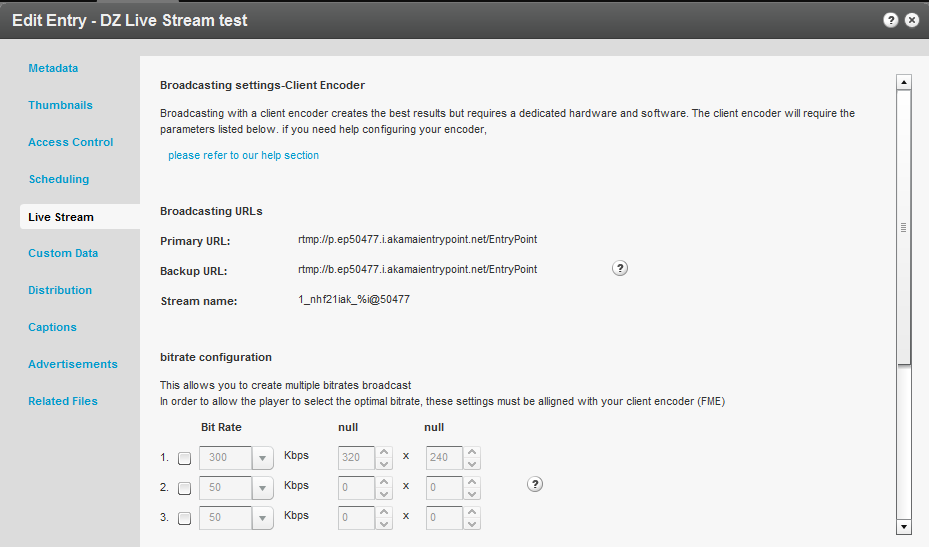 Edit Entry - DZ Live Stream test
?
Metadata
Thumbnails
Access Control
Scheduling
Live Stream
Custom Data
Distribution
Captions
Advertisements
Related Files
Broadcasting settings-Client Encoder
Broadcasting with a client encoder creates the best results but requires a dedicated hardware and software. The client encoder will require the
parameters listed below. if you need help configuring your encoder,
please refer to our help section
Broadcasting URLs
Primary URL: rtmp://p.ep50477.i.akamaientrypoint.net/EntryPoint
Backup URL: rtmp://b.ep50477.i.akamaientrypoint.net/EntryPoint ?
Stream name: 1_nhf21iak_%i@50477
bitrate configuration
This allows you to create multiple bitrates broadcast
In order to allow the player to select the optimal bitrate, these settings must be alligned with your client encoder (FME)
Bit Rate null null
1. 300 Kbps 320 x 240
2. 50 Kbps 0 x 0 ?
3. 50 Kbps 0 x 0